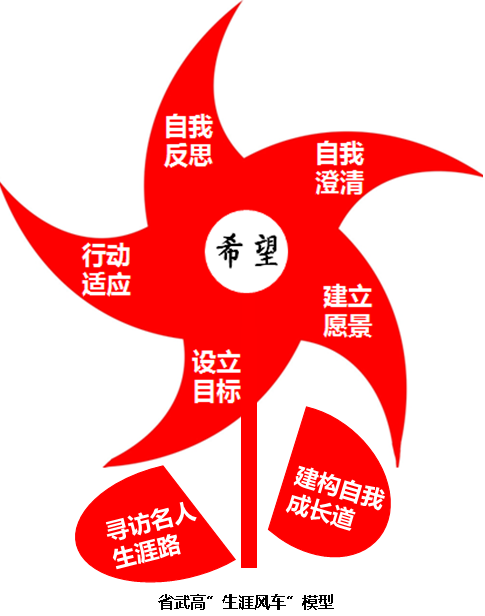 自我
反思
自我
澄清
希望
行动
适应
建立
愿景
设立
目标
寻访名人
生涯路
建构自我
成长道
省武高”生涯风车”模型